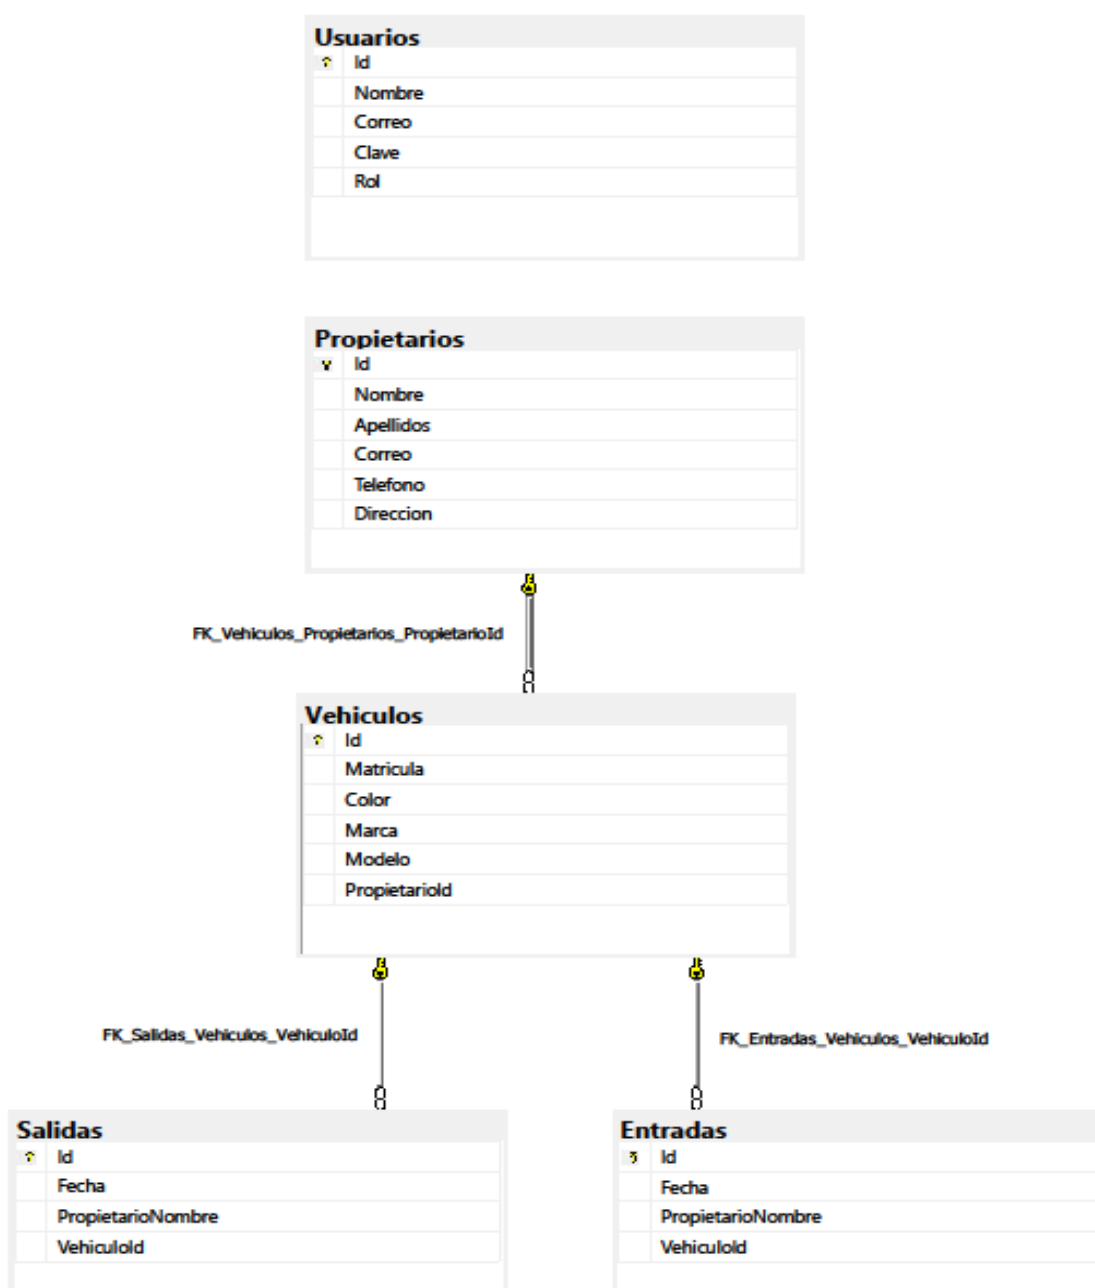 Usuarios
Id
Nombre
Correo
Clave
Rol
Propietarios
Id
Nombre
Apellidos
Correo
Telefono
Direccion
FK_Vehiculos_Propietarios_PropietarioId
Vehiculos
Id
Matricula
Color
Marca
Modelo
PropietarioId
FK_Salidas_Vehiculos_VehiculoId
FK_Entradas_Vehiculos_VehiculoId
Salidas
Id
Fecha
PropietarioNombre
VehiculoId
Entradas
Id
Fecha
PropietarioNombre
VehiculoId